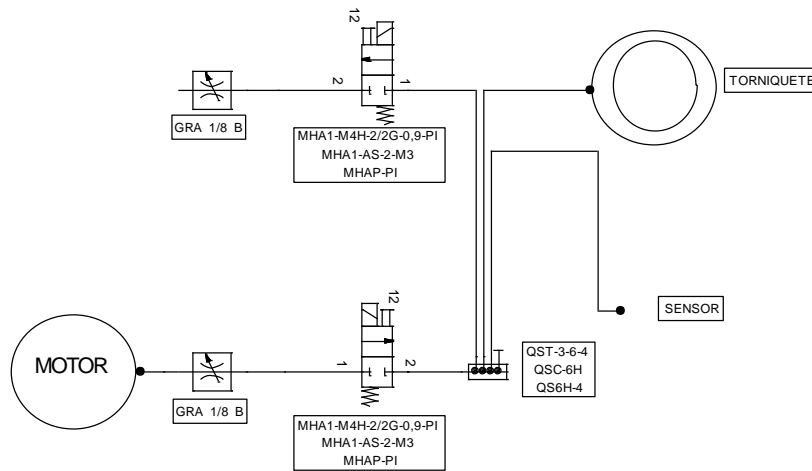 12
2
1
TORNIQUETE
GRA 1/8 B
MHA1-M4H-2/2G-0,9-PI
MHA1-AS-2-M3
MHAP-PI
SENSOR
12
MOTOR
1
2
QST-3-6-4
QSC-6H
QS6H-4
GRA 1/8 B
MHA1-M4H-2/2G-0,9-PI
MHA1-AS-2-M3
MHAP-PI